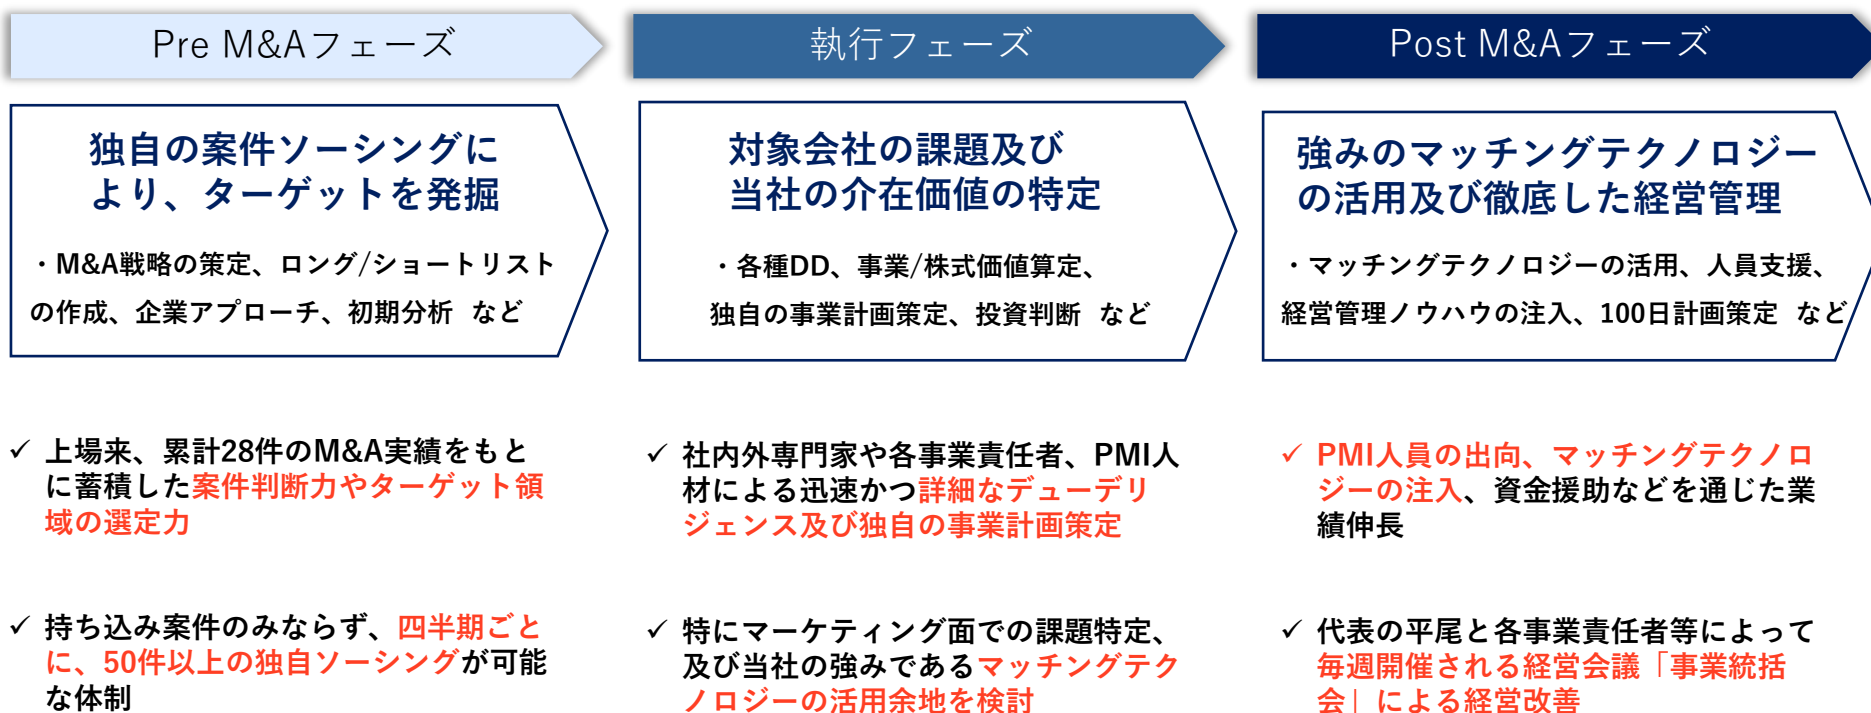 Pre M&Aフェーズ
執行フェーズ
Post M&Aフェーズ
独自の案件ソーシングに
より、ターゲットを発掘
・M&A戦略の策定、ロング/ショートリスト
の作成、企業アプローチ、初期分析 など
対象会社の課題及び
当社の介在価値の特定
・各種DD、事業/株式価値算定、
独自の事業計画策定、投資判断 など
強みのマッチングテクノロジー
の活用及び徹底した経営管理
・マッチングテクノロジーの活用、人員支援、
経営管理ノウハウの注入、100日計画策定 など
✓ 上場来、累計28件のM&A実績をもと
に蓄積した案件判断力やターゲット領
域の選定力
✓ 持ち込み案件のみならず、四半期ごと
に、50件以上の独自ソーシングが可能
な体制
✓ 社内外専門家や各事業責任者、PMI人
材による迅速かつ詳細なデューデリ
ジェンス及び独自の事業計画策定
✓ 特にマーケティング面での課題特定、
及び当社の強みであるマッチングテク
ノロジーの活用余地を検討
✓ PMI人員の出向、マッチングテクノロ
ジーの注入、資金援助などを通じた業
績伸長
✓ 代表の平尾と各事業責任者等によって
毎週開催される経営会議「事業統括
会」による経営改善